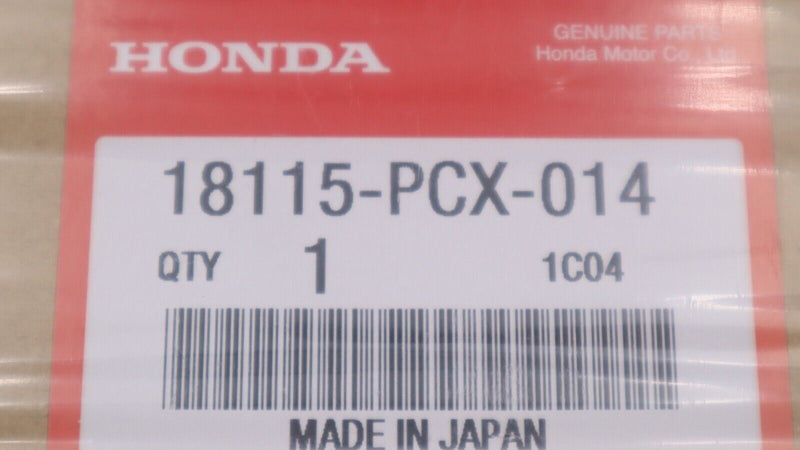 HONDA
GENUINE PARTS
Honda Motor Co., Ltd.
18115-PCX-014
QTY 1 1C04
MADE IN JAPAN